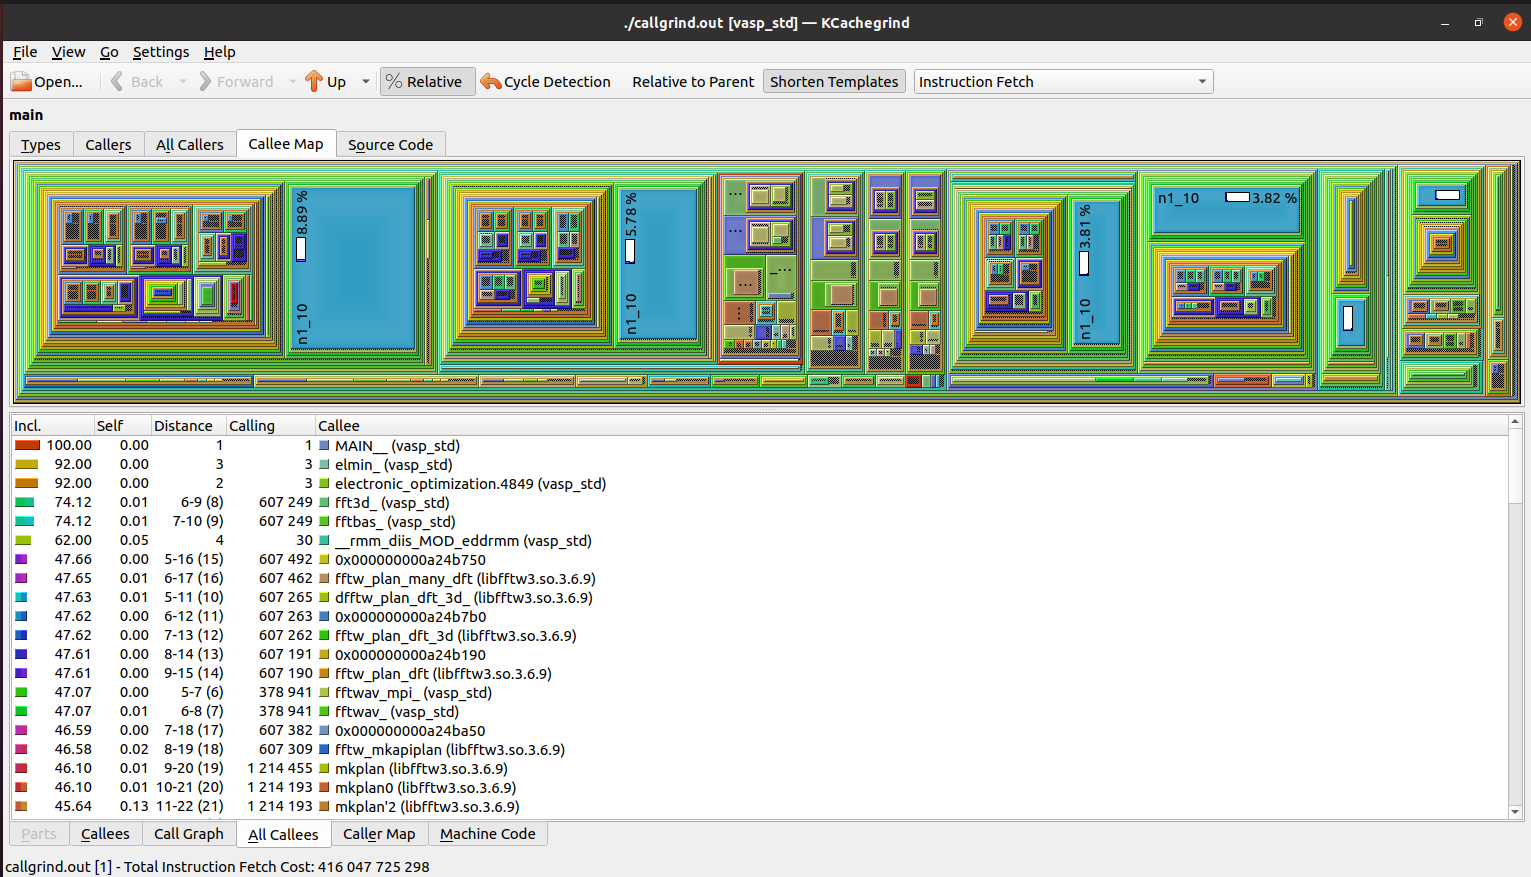 ./callgrind.out [vasp_std] — KCachegrind
File View Go Settings Help
Open... Back Forward Up % Relative Cycle Detection Relative to Parent Shorten Templates Instruction Fetch
main
Types Callers All Callers Callee Map Source Code
n1_10 8.89 %
n1_10 5.78 %
...
...
...
_...
...
n1_10 3.81 %
n1_10 3.82 %
Incl. Self Distance Calling Callee
100.00 0.00 1 1 MAIN__ (vasp_std)
92.00 0.00 3 3 elmin_ (vasp_std)
92.00 0.00 2 3 electronic_optimization.4849 (vasp_std)
74.12 0.01 6-9 (8) 607 249 fft3d_ (vasp_std)
74.12 0.01 7-10 (9) 607 249 fftbas_ (vasp_std)
62.00 0.05 4 30 __rmm_diis_MOD_eddrmm (vasp_std)
47.66 0.00 5-16 (15) 607 492 0x000000000a24b750
47.65 0.01 6-17 (16) 607 462 fftw_plan_many_dft (libfftw3.so.3.6.9)
47.63 0.01 5-11 (10) 607 265 dfftw_plan_dft_3d_ (libfftw3.so.3.6.9)
47.62 0.00 6-12 (11) 607 263 0x000000000a24b7b0
47.62 0.00 7-13 (12) 607 262 fftw_plan_dft_3d (libfftw3.so.3.6.9)
47.61 0.00 8-14 (13) 607 191 0x000000000a24b190
47.61 0.00 9-15 (14) 607 190 fftw_plan_dft (libfftw3.so.3.6.9)
47.07 0.00 5-7 (6) 378 941 fftwav_mpi_ (vasp_std)
47.07 0.01 6-8 (7) 378 941 fftwav_ (vasp_std)
46.59 0.00 7-18 (17) 607 382 0x000000000a24ba50
46.58 0.02 8-19 (18) 607 309 fftw_mkapiplan (libfftw3.so.3.6.9)
46.10 0.01 9-20 (19) 1 214 455 mkplan (libfftw3.so.3.6.9)
46.10 0.01 10-21 (20) 1 214 193 mkplan0 (libfftw3.so.3.6.9)
45.64 0.13 11-22 (21) 1 214 193 mkplan'2 (libfftw3.so.3.6.9)
Parts Callees Call Graph All Callees Caller Map Machine Code
callgrind.out [1] - Total Instruction Fetch Cost: 416 047 725 298